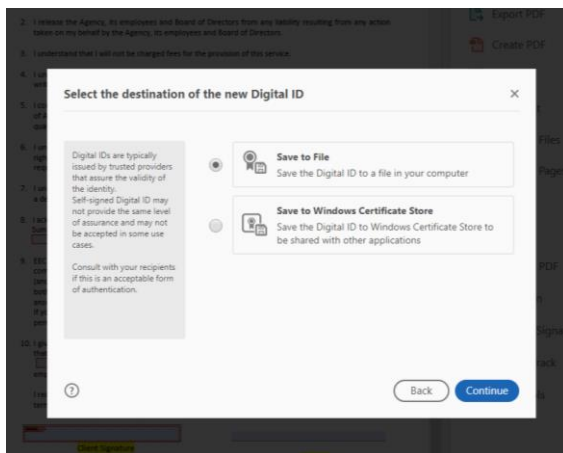 2. I release the Agency, its employees and Board of Directors from any liability resulting from any action
taken on my behalf by the Agency, its employees and Board of Directors.
3. I understand that I will not be charged fees for the provision of this service.
Export PDF
Create PDF
Select the destination of the new Digital ID
Digital IDs are typically
issued by trusted providers
that assure the validity of
the identity.
Self-signed Digital ID may
not provide the same level
of assurance and may not
be accepted in some use
cases.
Consult with your recipients
if this is an acceptable form
of authentication.
Save to File
Save the Digital ID to a file in your computer
Save to Windows Certificate Store
Save the Digital ID to Windows Certificate Store to
be shared with other applications
Files
Page
PDF
Back
Continue
Client Signature